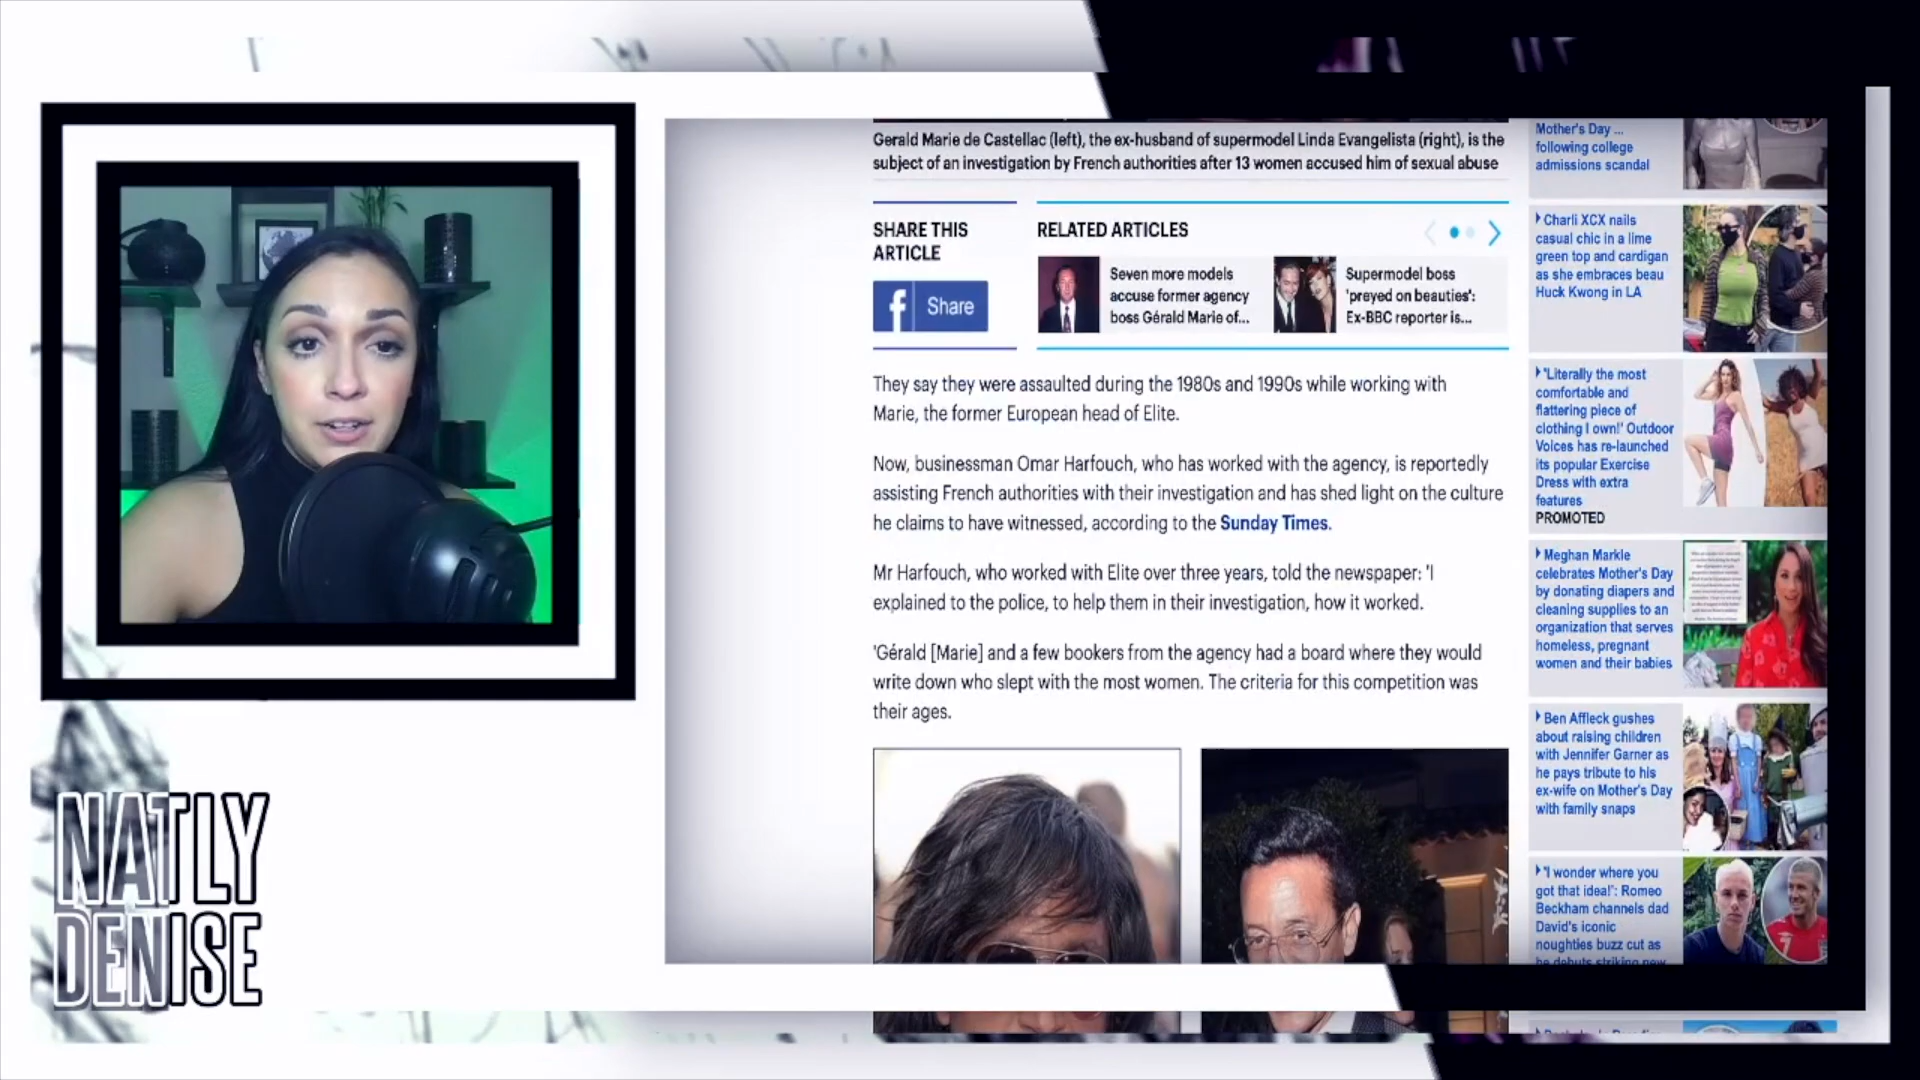 Gerald Marie de Castellac (left), the ex-husband of supermodel Linda Evangelista (right), is the
subject of an investigation by French authorities after 13 women accused him of sexual abuse
SHARE THIS
ARTICLE
f Share
RELATED ARTICLES
Seven more models
accuse former agency
boss Gérald Marie of...
Supermodel boss
'preyed on beauties':
Ex-BBC reporter is...
They say they were assaulted during the 1980s and 1990s while working with
Marie, the former European head of Elite.
Now, businessman Omar Harfouch, who has worked with the agency, is reportedly
assisting French authorities with their investigation and has shed light on the culture
he claims to have witnessed, according to the Sunday Times.
Mr Harfouch, who worked with Elite over three years, told the newspaper: 'I
explained to the police, to help them in their investigation, how it worked.
'Gérald [Marie] and a few bookers from the agency had a board where they would
write down who slept with the most women. The criteria for this competition was
their ages.
Mother's Day ...
following college
admissions scandal
Charli XCX nails
casual chic in a lime
green top and cardigan
as she embraces beau
Huck Kwong in LA
'Literally the most
comfortable and
flattering piece of
clothing I own!' Outdoor
Voices has re-launched
its popular Exercise
Dress with extra
features
PROMOTED
Meghan Markle
celebrates Mother's Day
by donating diapers and
cleaning supplies to an
organization that serves
homeless, pregnant
women and their babies
Ben Affleck gushes
about raising children
with Jennifer Garner as
he pays tribute to his
ex-wife on Mother's Day
with family snaps
'I wonder where you
got that idea!': Romeo
Beckham channels dad
David's iconic
noughties buzz cut as
he debuts striking new
NATLY
DENISE